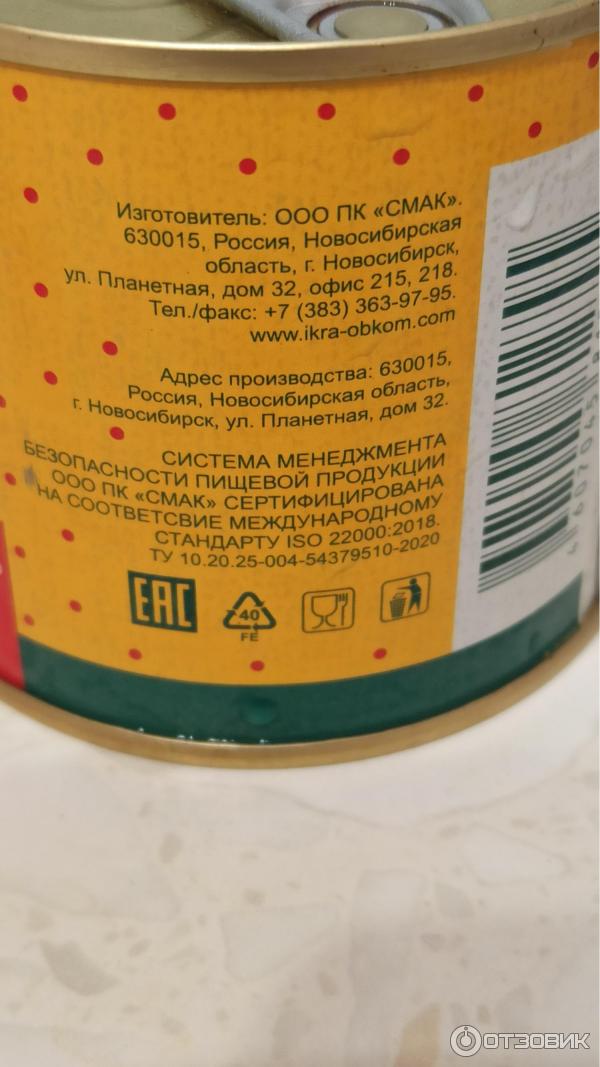 Изготовитель: ООО ПК «СМАК».
630015, Россия, Новосибирская
область, г. Новосибирск,
ул. Планетная, дом 32, офис 215, 218.
Тел./факс: +7 (383) 363-97-95.
www.ikra-obkom.com
Адрес производства: 630015,
Россия, Новосибирская область,
г. Новосибирск, ул. Планетная, дом 32.
СИСТЕМА МЕНЕДЖМЕНТА
БЕЗОПАСНОСТИ ПИЩЕВОЙ ПРОДУКЦИИ
ООО ПК «СМАК» СЕРТИФИЦИРОВАНА
НА СООТВЕТСВИЕ МЕЖДУНАРОДНОМУ
СТАНДАРТУ ISO 22000:2018.
ТУ 10.20.25-004-54379510-2020
EAC
40
FE
ОТЗОВИК